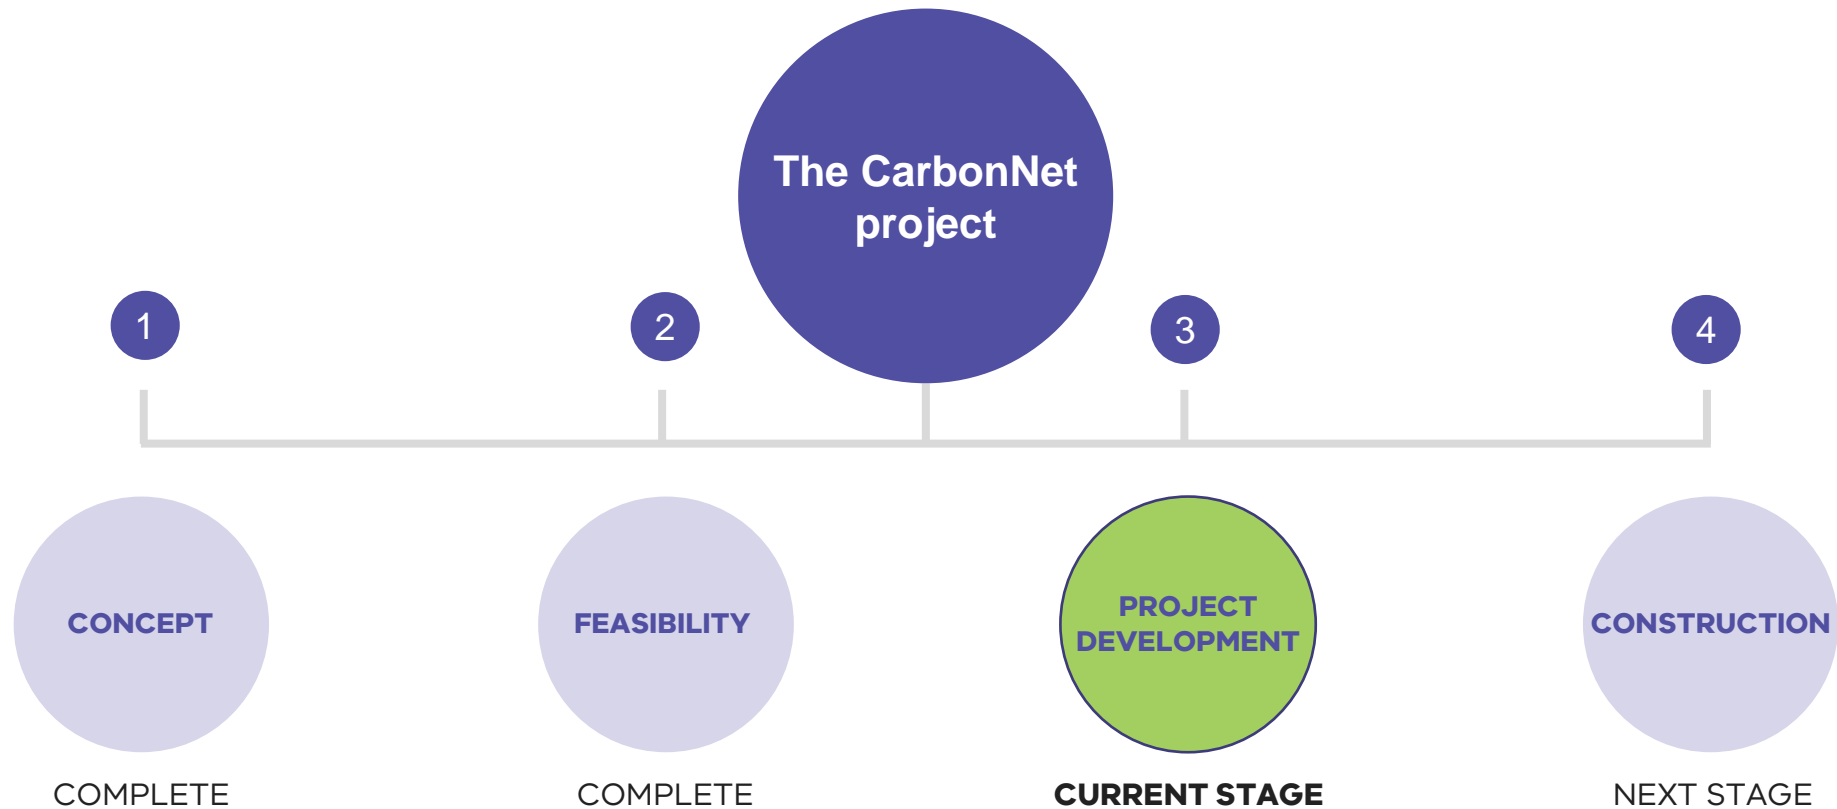 The CarbonNet
project
1
2
3
4
CONCEPT
FEASIBILITY
PROJECT
DEVELOPMENT
CONSTRUCTION
COMPLETE
COMPLETE
CURRENT STAGE
NEXT STAGE